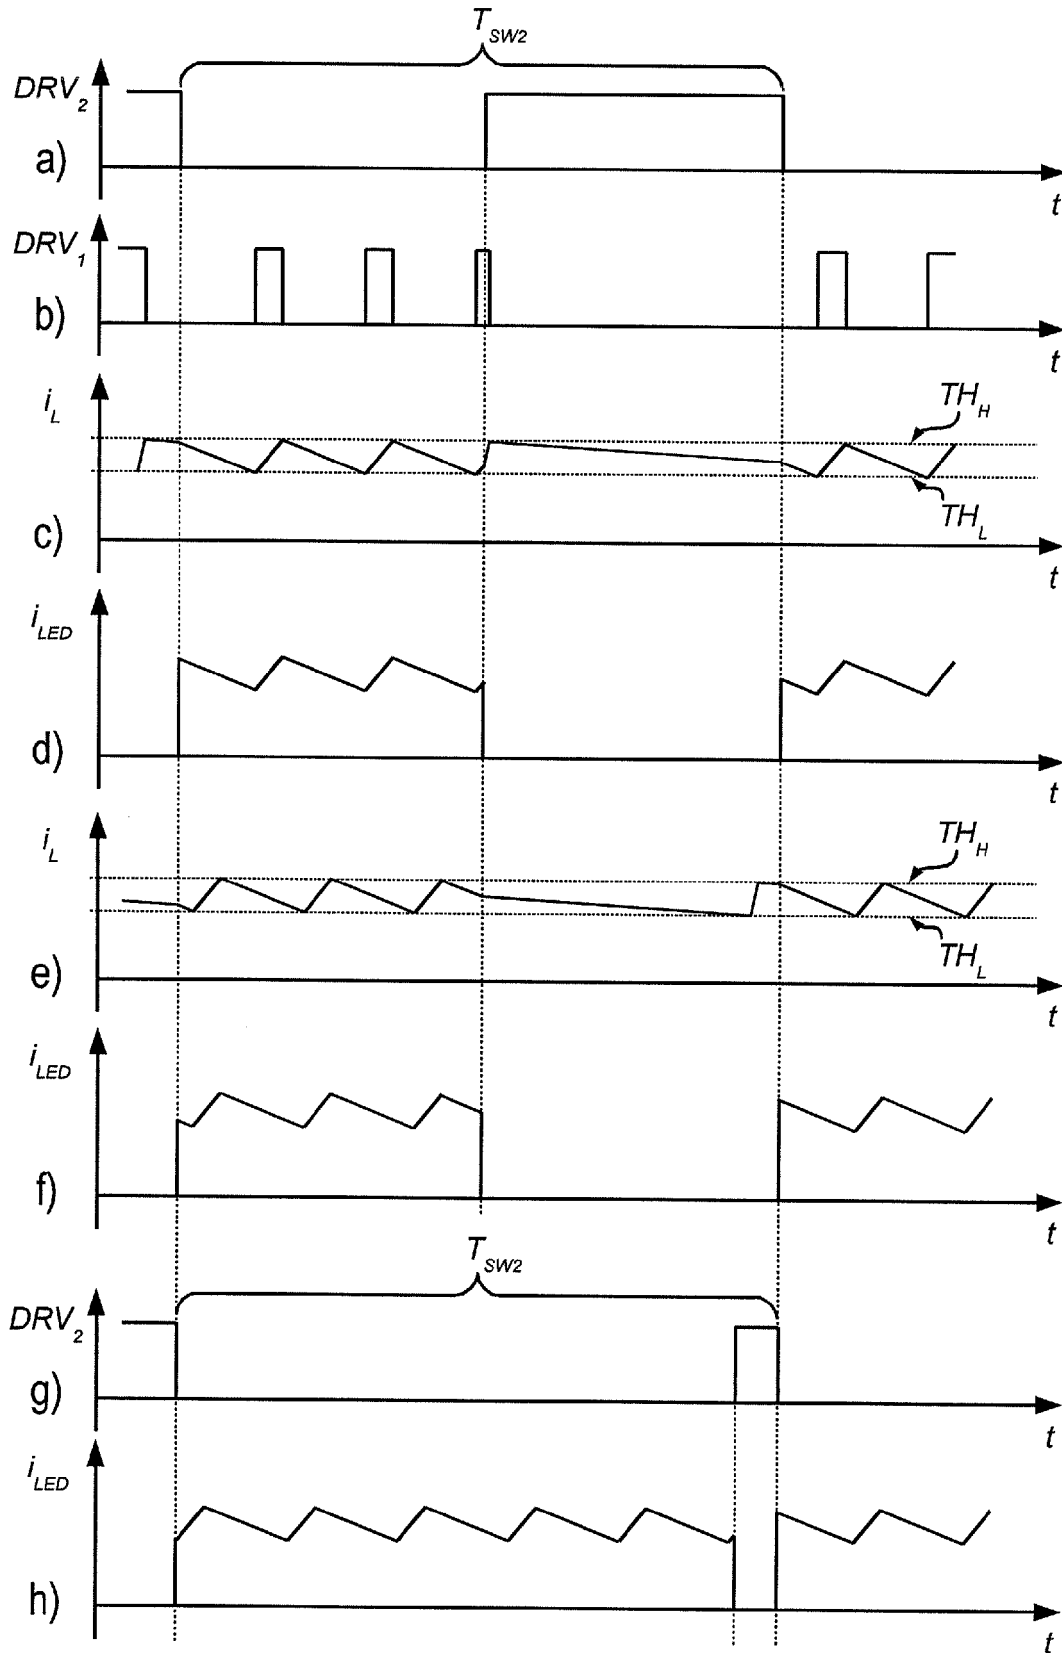 T_SW2
DRV_2
a)
t
DRV_1
b)
t
i_L
TH_H
TH_L
c)
t
i_LED
d)
t
i_L
TH_H
TH_L
e)
t
i_LED
f)
t
T_SW2
DRV_2
g)
t
i_LED
h)
t